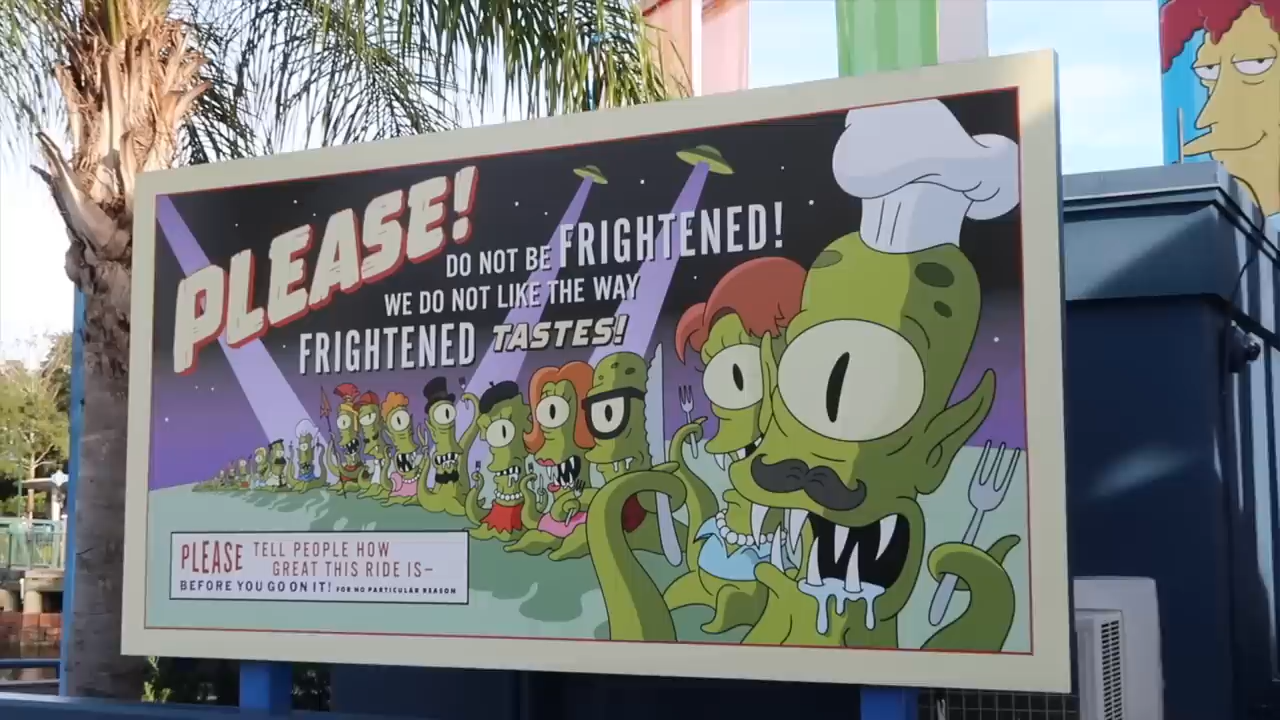 PLEASE!
DO NOT BE FRIGHTENED!
WE DO NOT LIKE THE WAY
FRIGHTENED TASTES!
PLEASE TELL PEOPLE HOW
GREAT THIS RIDE IS–
BEFORE YOU GO ON IT! FOR NO PARTICULAR REASON